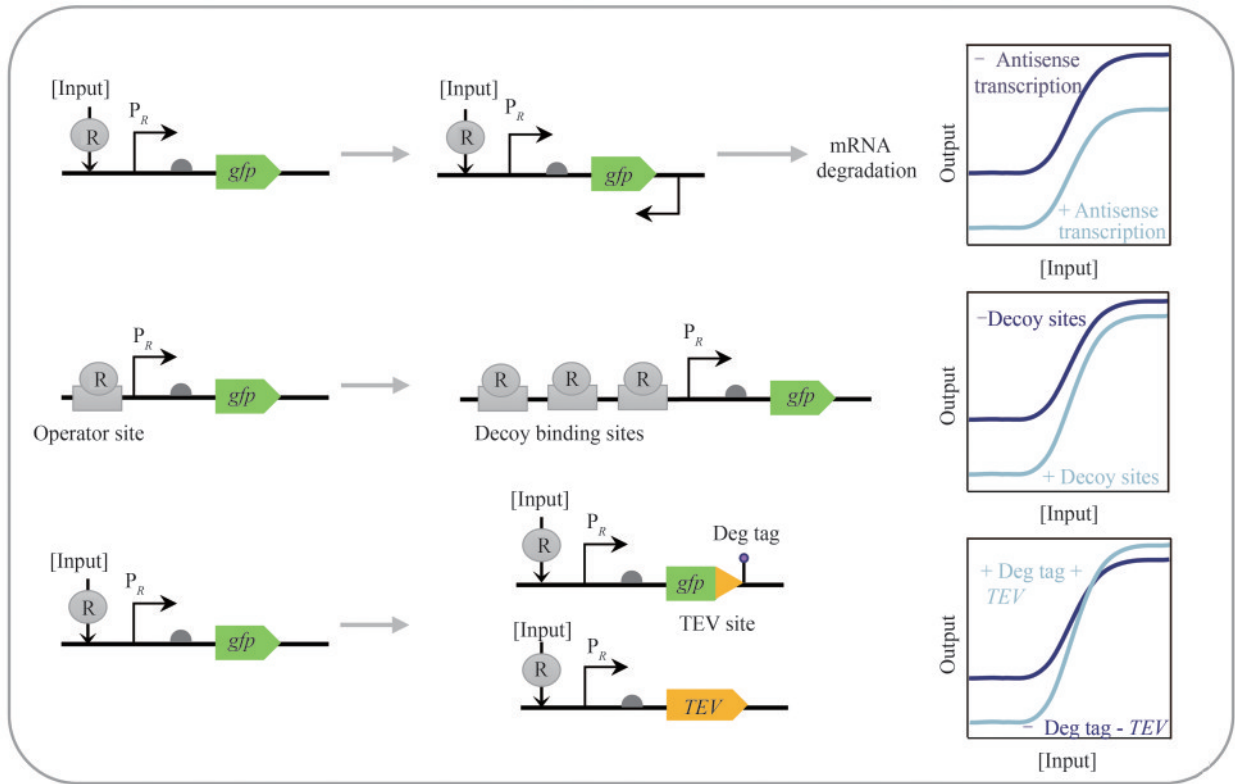 [Input]
R
P_R
gfp
[Input]
R
P_R
gfp
mRNA
degradation
Output
− Antisense
transcription
+ Antisense
transcription
[Input]
R
P_R
gfp
Operator site
R
R
R
P_R
gfp
Decoy binding sites
Output
−Decoy sites
+ Decoy sites
[Input]
[Input]
R
P_R
gfp
[Input]
R
P_R
gfp
Deg tag
TEV site
[Input]
R
P_R
TEV
Output
+ Deg tag +
TEV
− Deg tag - TEV
[Input]